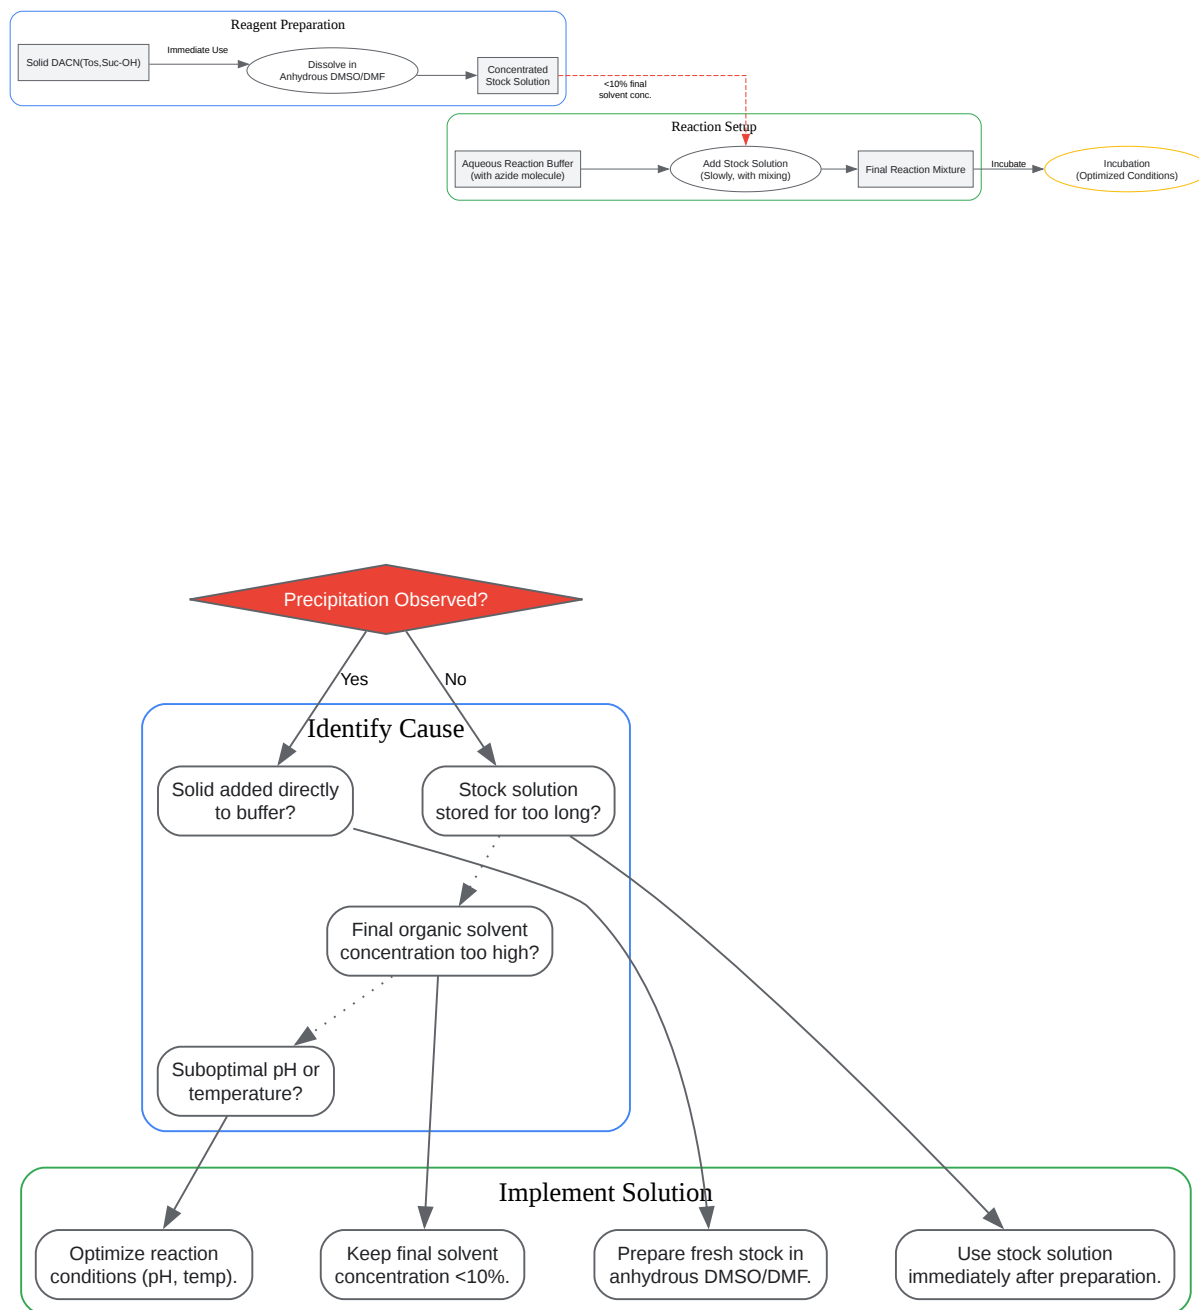 Reagent Preparation
Solid DACN(Tos,Suc-OH)
Immediate Use
Dissolve in
Anhydrous DMSO/DMF
Concentrated
Stock Solution
<10% final
solvent conc.
Reaction Setup
Aqueous Reaction Buffer
(with azide molecule)
Add Stock Solution
(Slowly, with mixing)
Final Reaction Mixture
Incubate
Incubation
(Optimized Conditions)
Precipitation Observed?
Yes
No
Identify Cause
Solid added directly
to buffer?
Stock solution
stored for too long?
Final organic solvent
concentration too high?
Suboptimal pH or
temperature?
Implement Solution
Optimize reaction
conditions (pH, temp).
Keep final solvent
concentration <10%.
Prepare fresh stock in
anhydrous DMSO/DMF.
Use stock solution
immediately after preparation.